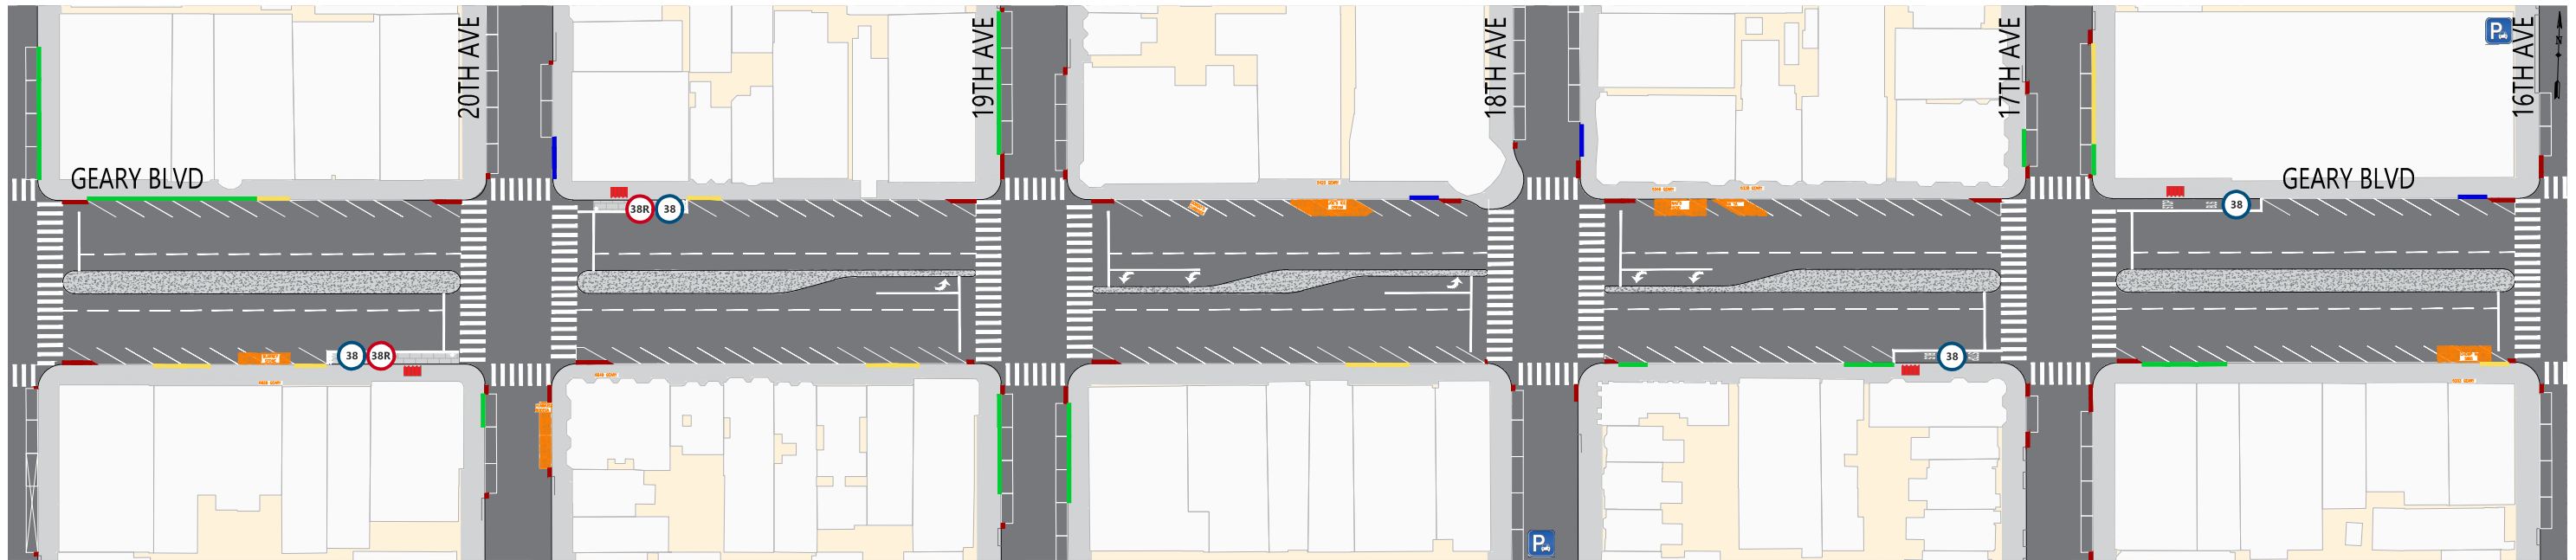 20TH AVE
19TH AVE
18TH AVE
17TH AVE
16TH AVE
P
N
GEARY BLVD
GEARY BLVD
38R
38
38
38
38R
38
P